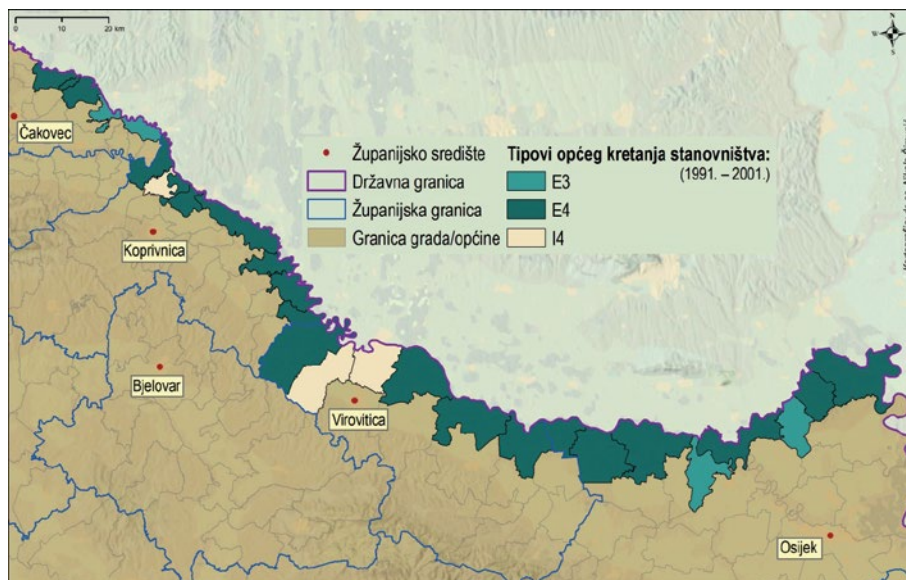 0 10 20 km
N
W E
S
Čakovec
Koprivnica
Bjelovar
Virovitica
Osijek
Županijsko središte
Državna granica
Županijska granica
Granica grada/općine
Tipovi općeg kretanja stanovništva:
(1991. – 2001.)
E3
E4
I4